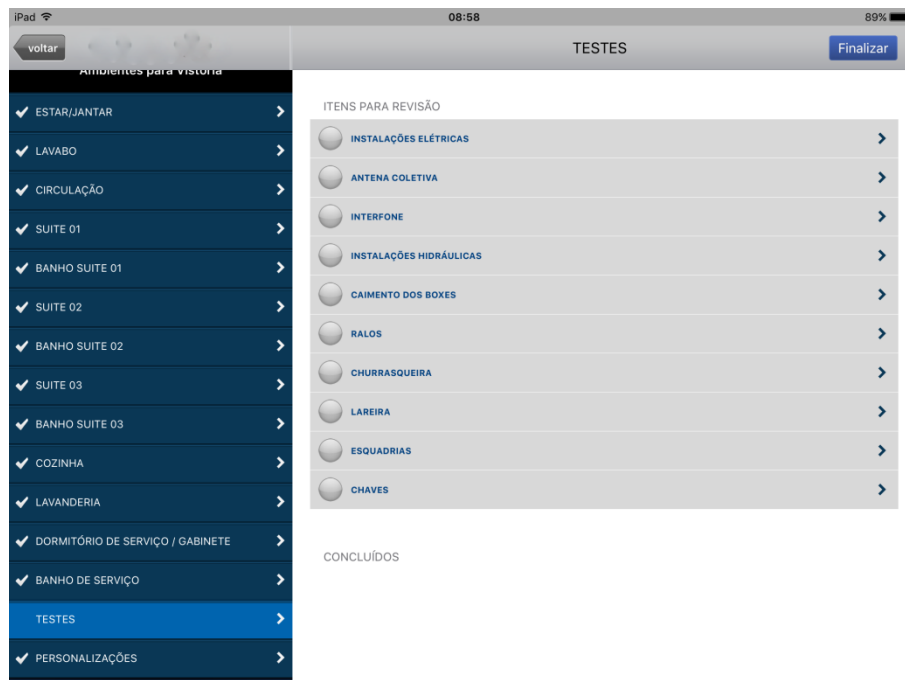 iPad 08:58 89%
voltar
TESTES
Finalizar
Ambientes para Vistoria
ESTAR/JANTAR
LAVABO
CIRCULAÇÃO
SUITE 01
BANHO SUITE 01
SUITE 02
BANHO SUITE 02
SUITE 03
BANHO SUITE 03
COZINHA
LAVANDERIA
DORMITÓRIO DE SERVIÇO / GABINETE
BANHO DE SERVIÇO
TESTES
PERSONALIZAÇÕES
ITENS PARA REVISÃO
INSTALAÇÕES ELÉTRICAS
ANTENA COLETIVA
INTERFONE
INSTALAÇÕES HIDRÁULICAS
CAIMENTO DOS BOXES
RALOS
CHURRASQUEIRA
LAREIRA
ESQUADRIAS
CHAVES
CONCLUÍDOS